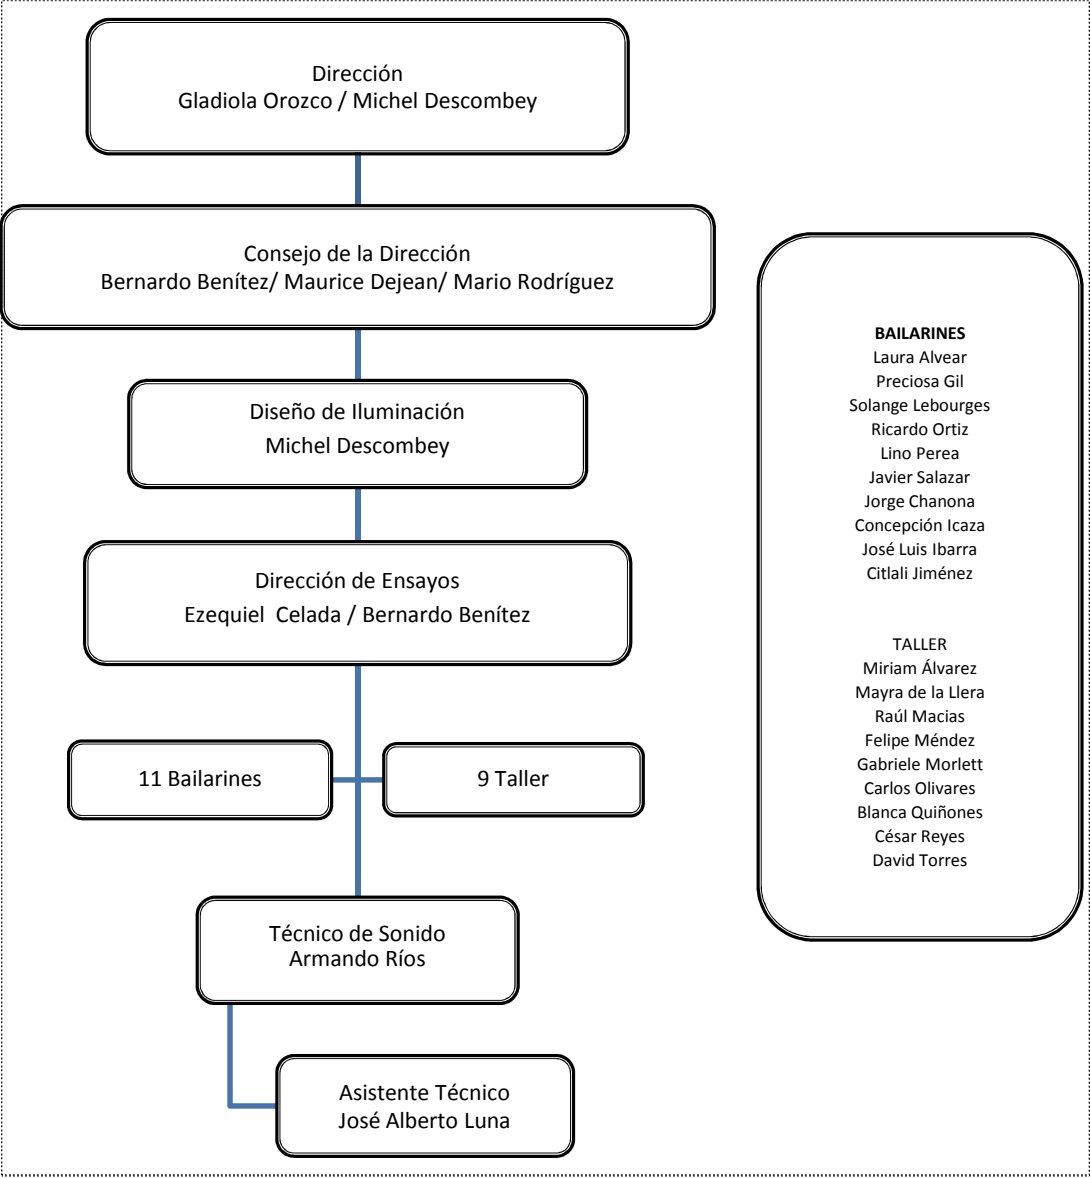 Dirección
Gladiola Orozco / Michel Descombey
Consejo de la Dirección
Bernardo Benítez/ Maurice Dejean/ Mario Rodríguez
Diseño de Iluminación
Michel Descombey
Dirección de Ensayos
Ezequiel Celada / Bernardo Benítez
11 Bailarines
9 Taller
Técnico de Sonido
Armando Ríos
Asistente Técnico
José Alberto Luna
BAILARINES
Laura Alvear
Preciosa Gil
Solange Lebourges
Ricardo Ortiz
Lino Perea
Javier Salazar
Jorge Chanona
Concepción Icaza
José Luis Ibarra
Citlali Jiménez
TALLER
Miriam Álvarez
Mayra de la Llera
Raúl Macias
Felipe Méndez
Gabriele Morlett
Carlos Olivares
Blanca Quiñones
César Reyes
David Torres